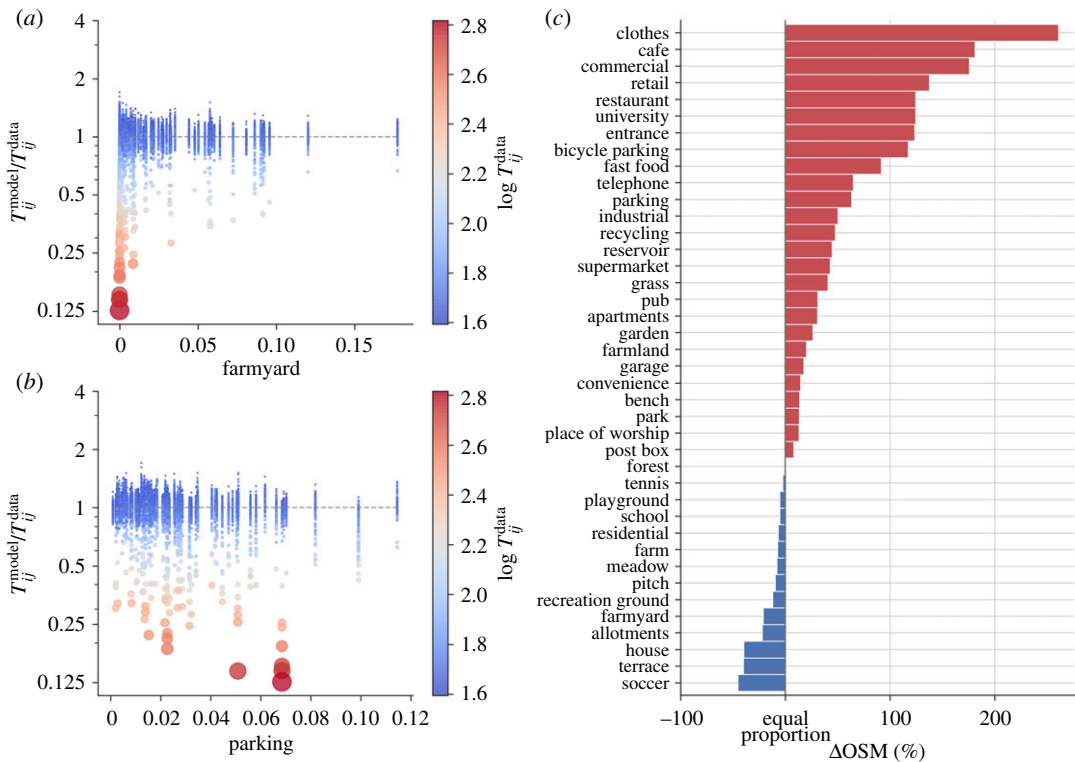 (a)
4
2
1
0.5
0.25
0.125
T_ij^model/T_ij^data
0
0.05
0.10
0.15
farmyard
2.8
2.6
2.4
2.2
2.0
1.8
1.6
log T_ij^data
(b)
4
2
1
0.5
0.25
0.125
T_ij^model/T_ij^data
0
0.02
0.04
0.06
0.08
0.10
0.12
parking
2.8
2.6
2.4
2.2
2.0
1.8
1.6
log T_ij^data
(c)
clothes
cafe
commercial
retail
restaurant
university
entrance
bicycle parking
fast food
telephone
parking
industrial
recycling
reservoir
supermarket
grass
pub
apartments
garden
farmland
garage
convenience
bench
park
place of worship
post box
forest
tennis
playground
school
residential
farm
meadow
pitch
recreation ground
farmyard
allotments
house
terrace
soccer
−100
equal
proportion
100
200
ΔOSM (%)